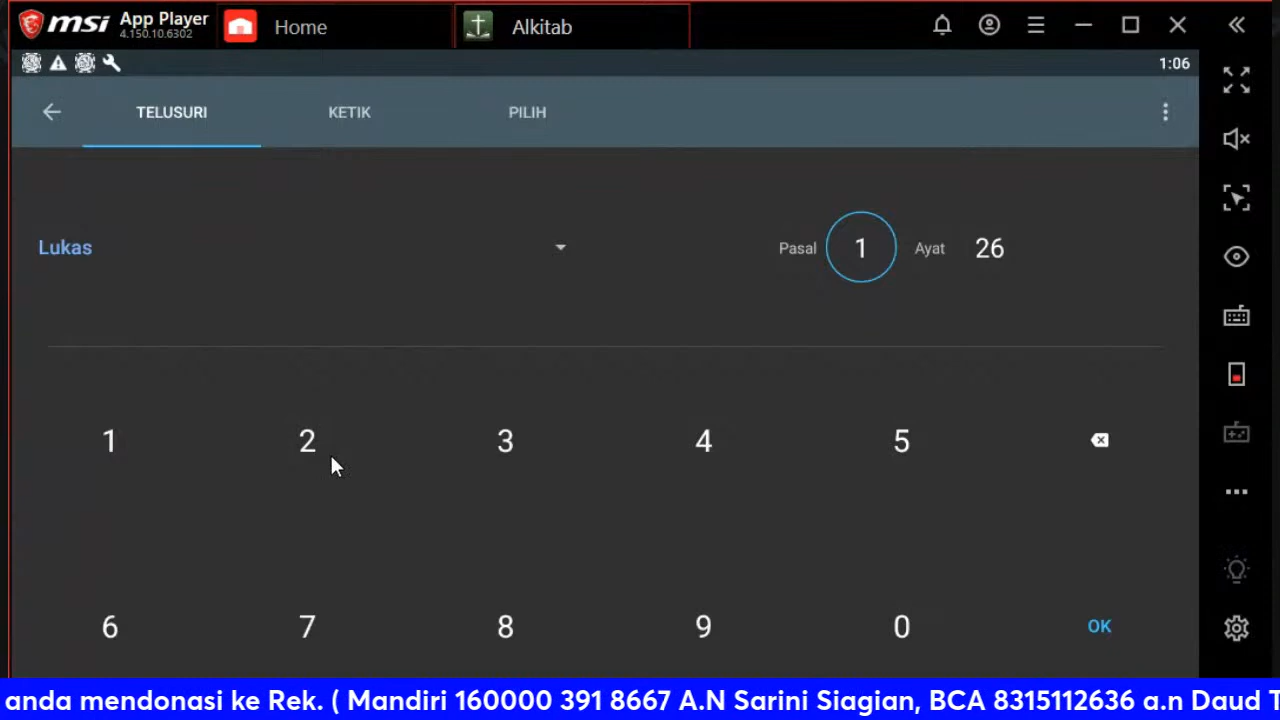 msi App Player
4.150.10.6302
Home
Alkitab
1:06
TELUSURI KETIK PILIH
Lukas Pasal 1 Ayat 26
1 2 3 4 5
6 7 8 9 0 OK
anda mendonasi ke Rek. ( Mandiri 160000 391 8667 A.N Sarini Siagian, BCA 8315112636 a.n Daud T